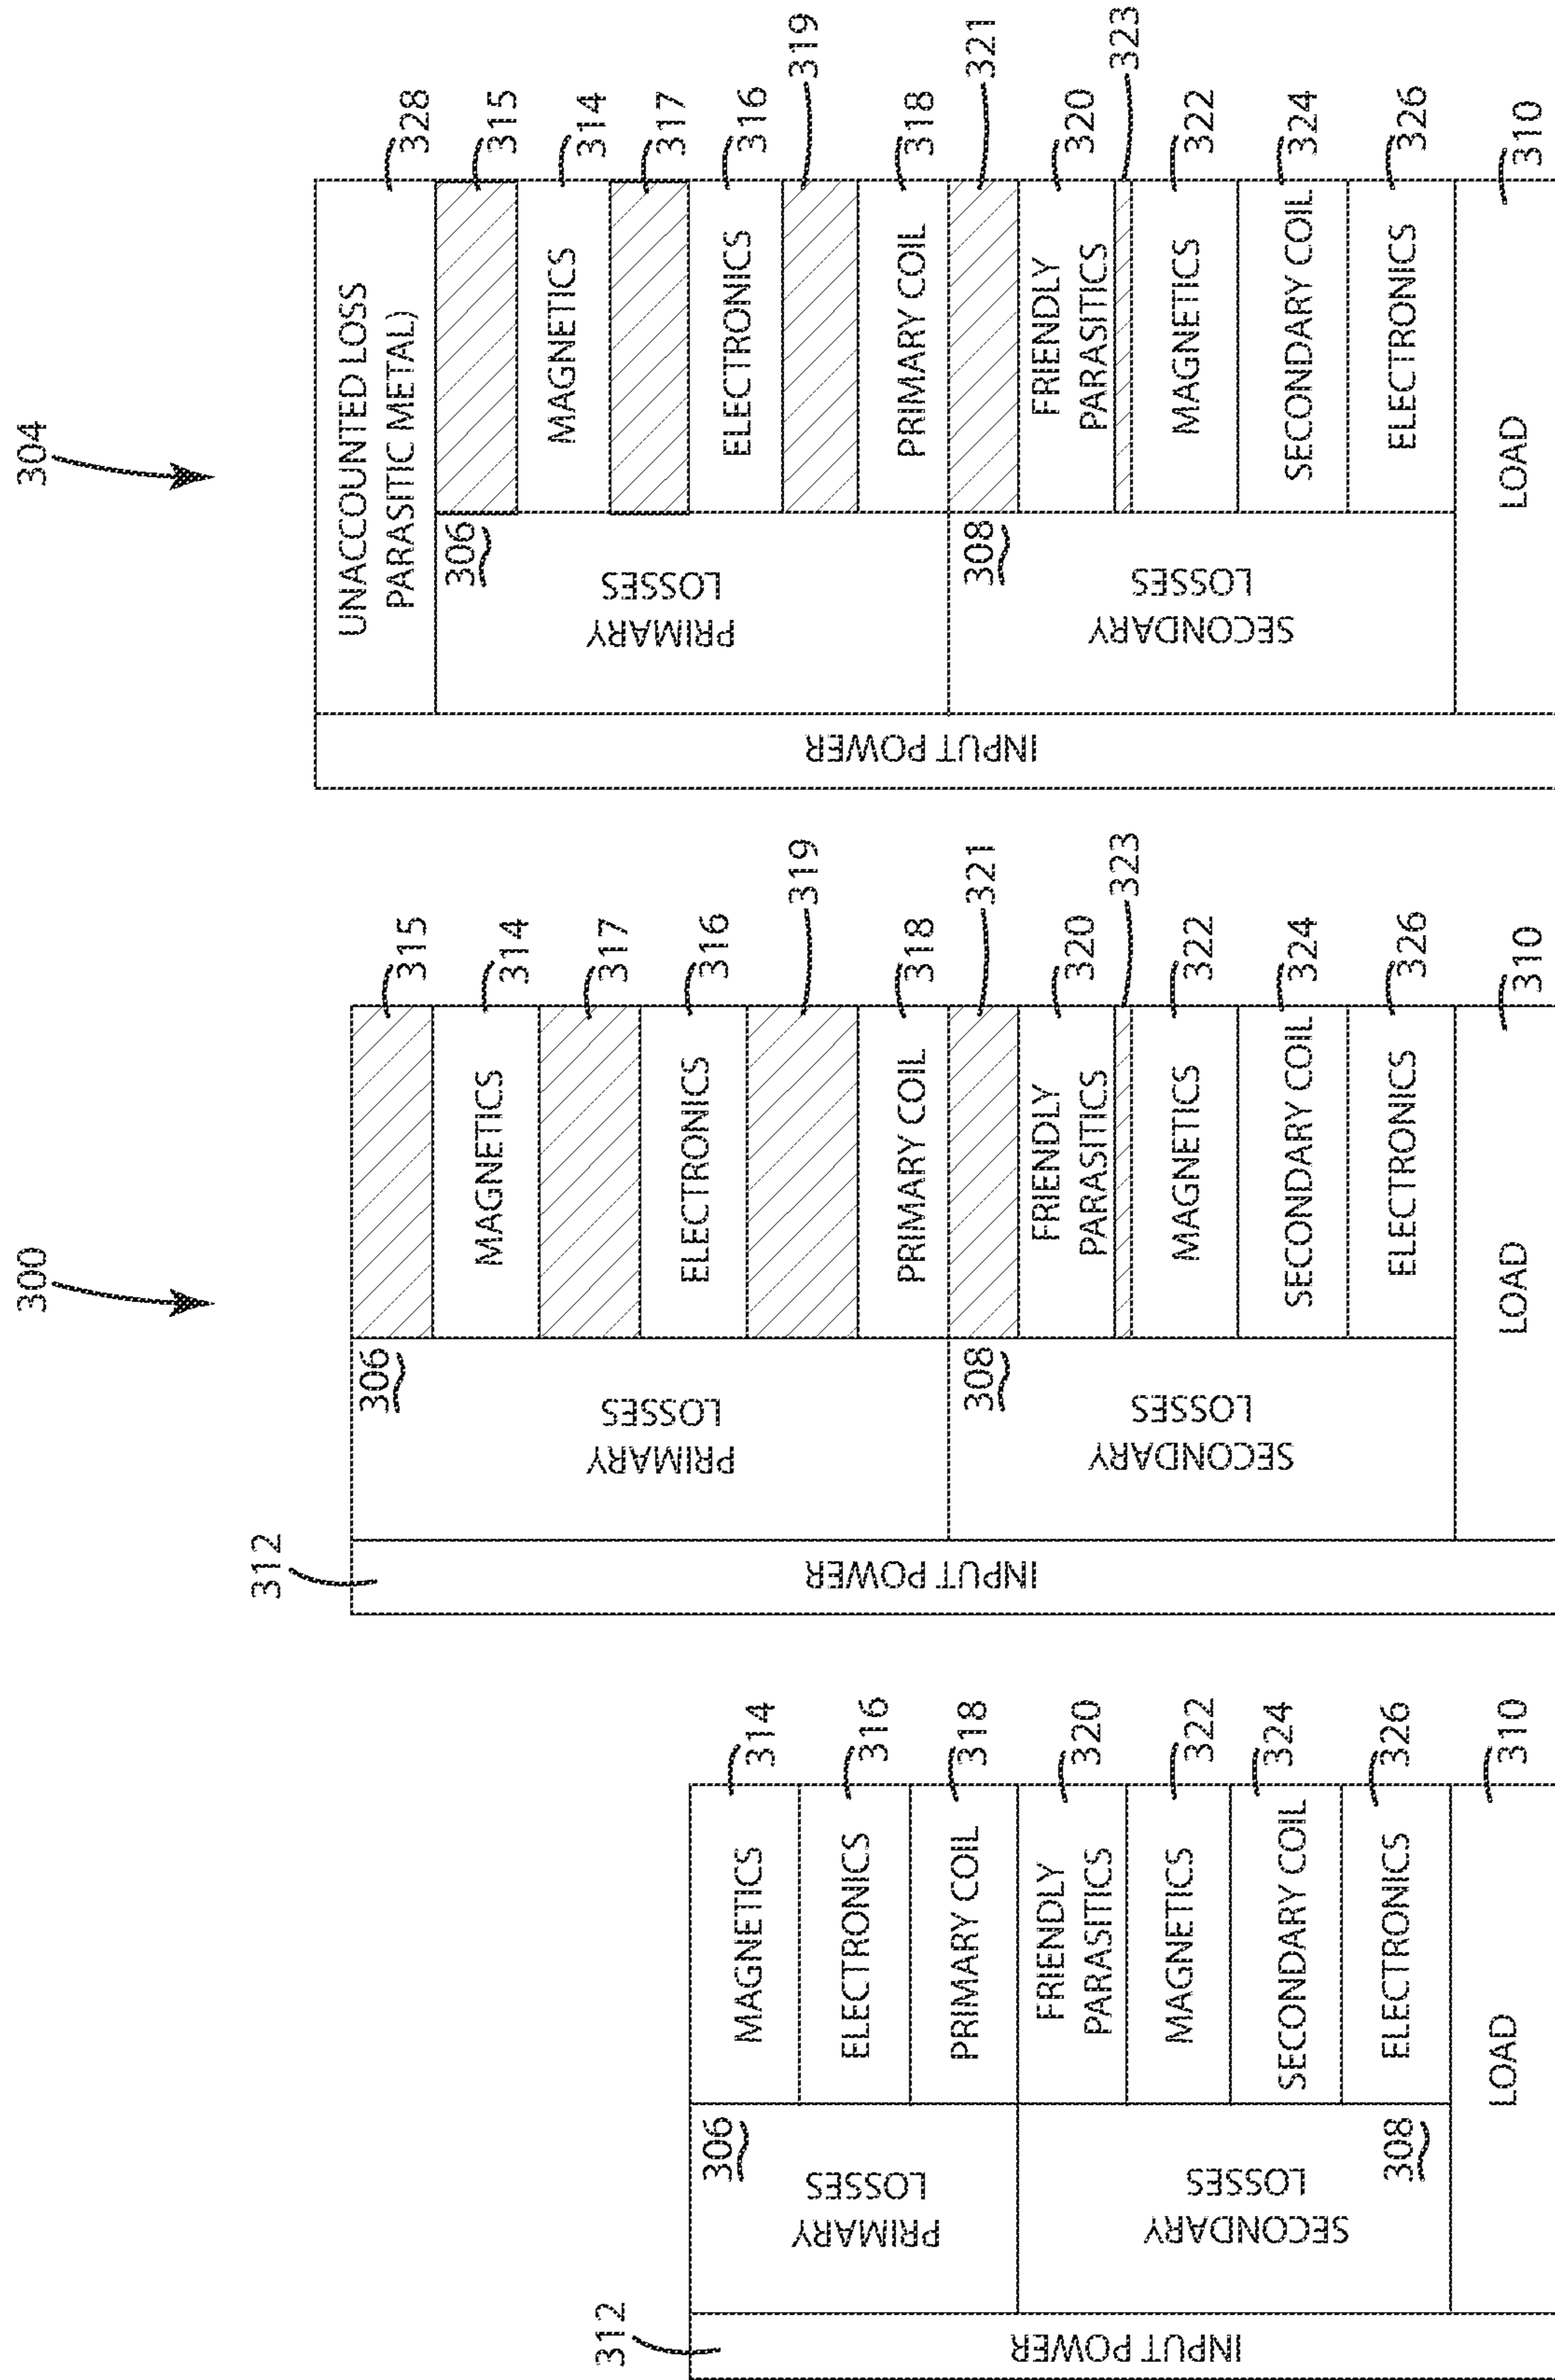 312
INPUT POWER
306
PRIMARY
LOSSES
308
SECONDARY
LOSSES
MAGNETICS
314
ELECTRONICS
316
PRIMARY COIL
318
FRIENDLY
PARASITICS
320
MAGNETICS
322
SECONDARY COIL
324
ELECTRONICS
326
LOAD
310
300
312
INPUT POWER
306
PRIMARY
LOSSES
308
SECONDARY
LOSSES
315
MAGNETICS
314
317
ELECTRONICS
316
319
PRIMARY COIL
318
321
FRIENDLY
PARASITICS
320
323
MAGNETICS
322
SECONDARY COIL
324
ELECTRONICS
326
LOAD
310
304
INPUT POWER
UNACCOUNTED LOSS
PARASITIC METAL)
328
306
PRIMARY
LOSSES
308
SECONDARY
LOSSES
315
MAGNETICS
314
317
ELECTRONICS
316
319
PRIMARY COIL
318
321
FRIENDLY
PARASITICS
320
323
MAGNETICS
322
SECONDARY COIL
324
ELECTRONICS
326
LOAD
310